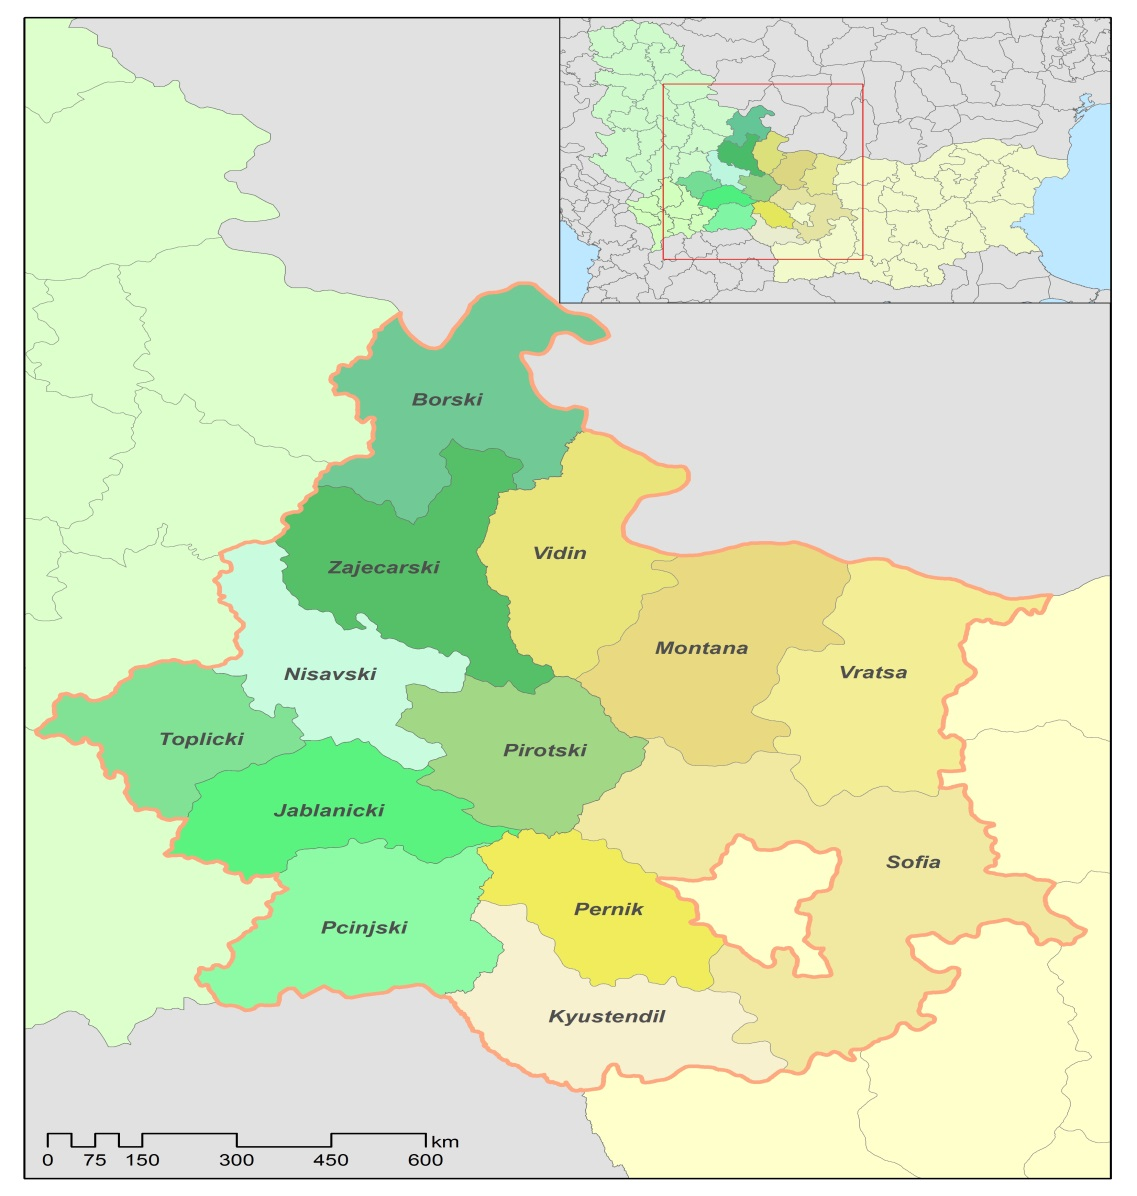 Borski
Vidin
Zajecarski
Montana
Vratsa
Nisavski
Toplicki
Pirotski
Jablanicki
Sofia
Pernik
Pcinjski
Kyustendil
km
0 75 150 300 450 600